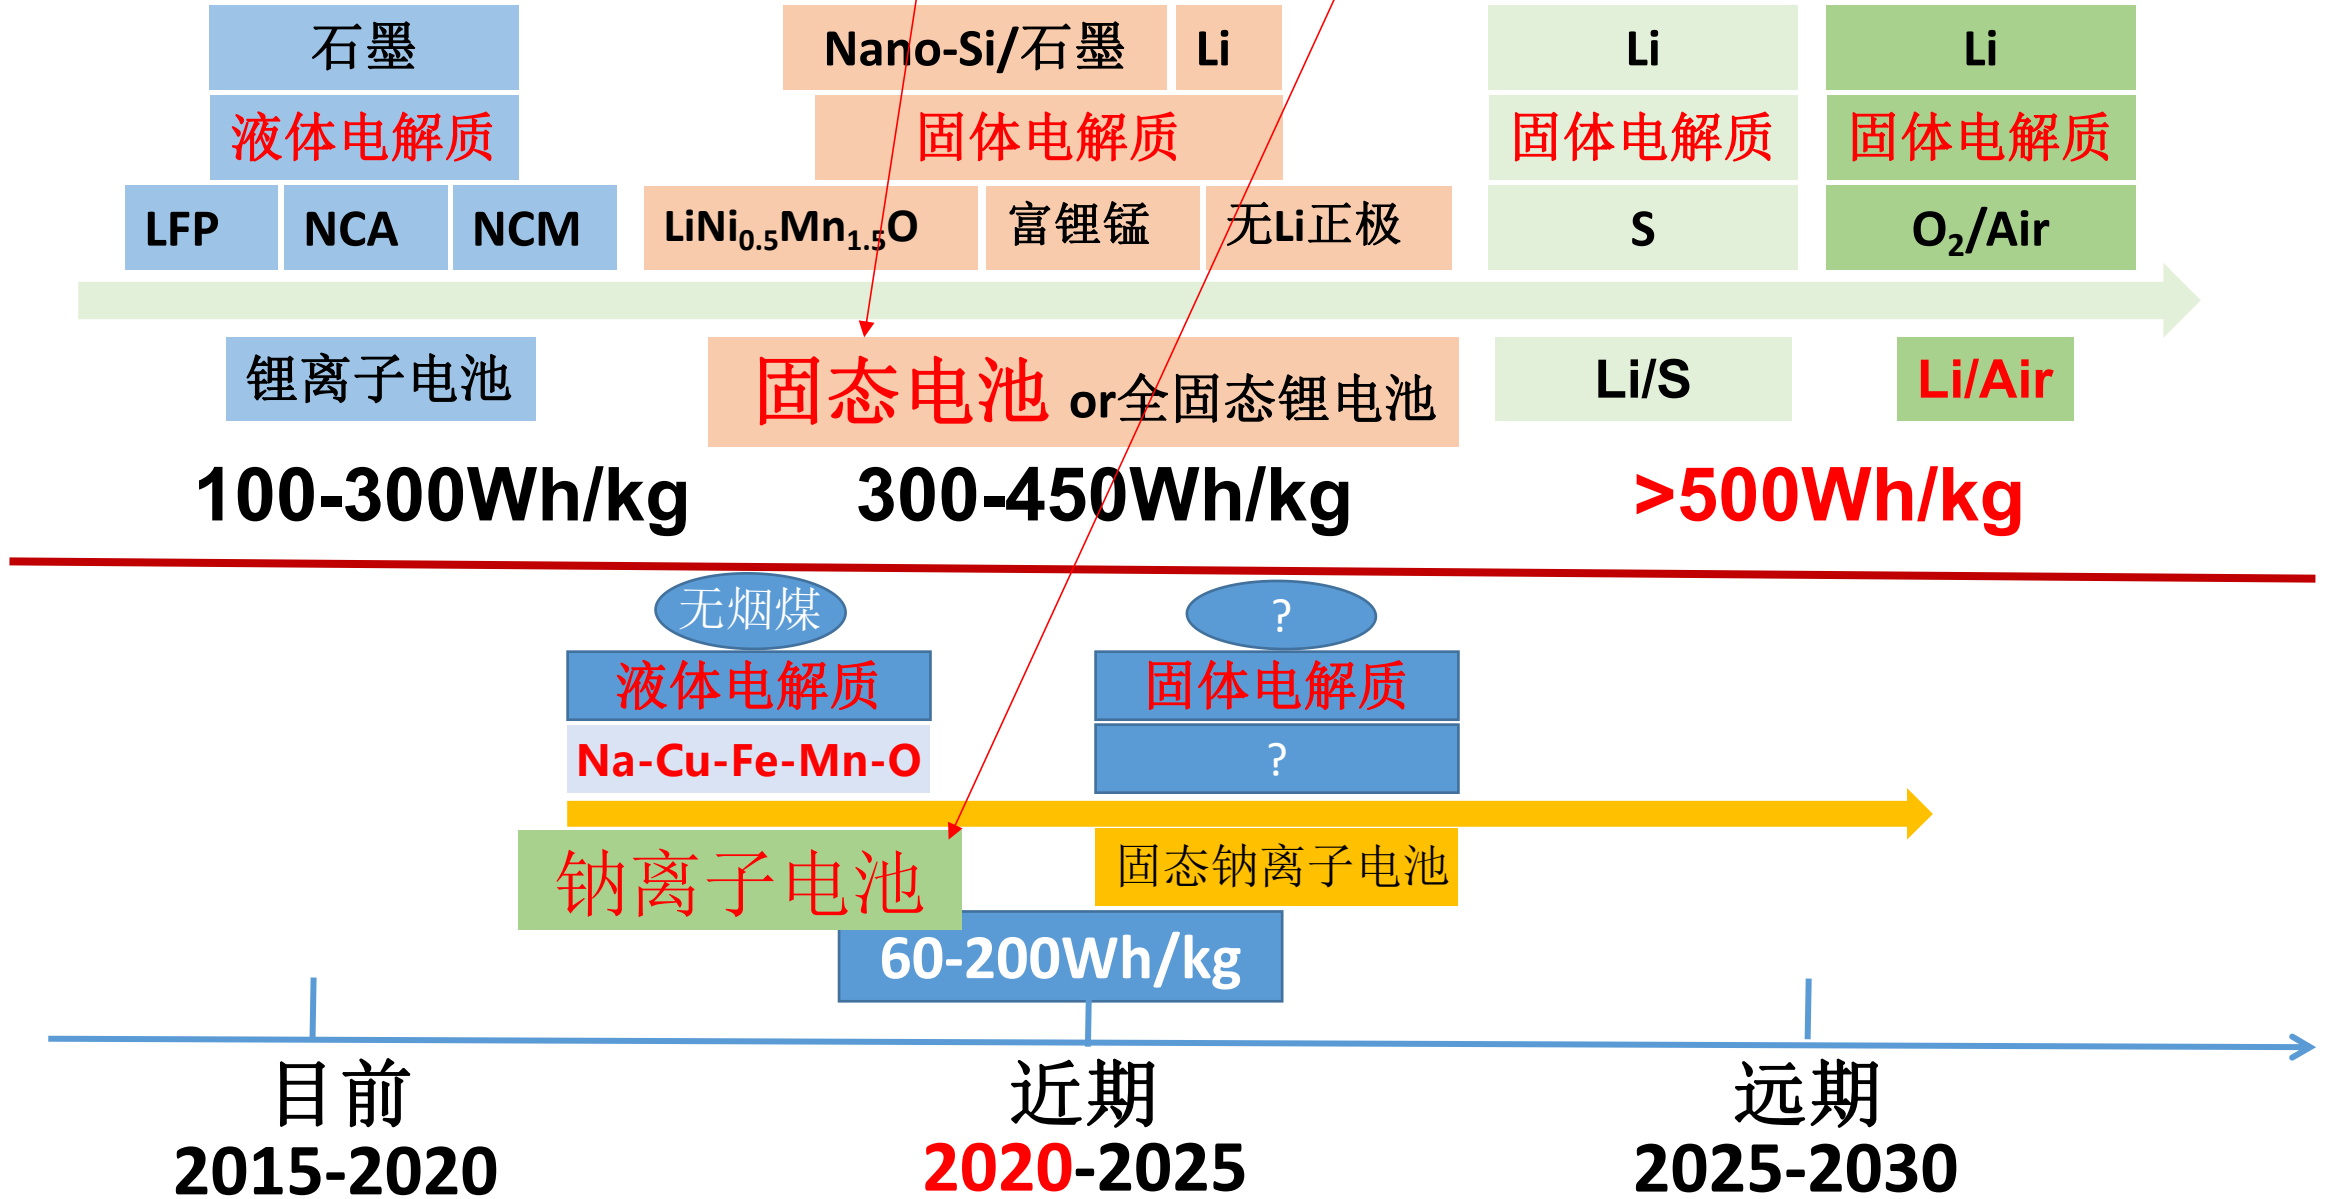 石墨
Nano-Si/石墨
Li
Li
Li
液体电解质
固体电解质
固体电解质
固体电解质
LFP
NCA
NCM
LiNi0.5Mn1.5O
富锂锰
无Li正极
S
O2/Air
锂离子电池
固态电池 or全固态锂电池
Li/S
Li/Air
100-300Wh/kg
300-450Wh/kg
>500Wh/kg
无烟煤
?
液体电解质
固体电解质
Na-Cu-Fe-Mn-O
?
钠离子电池
固态钠离子电池
60-200Wh/kg
目前
近期
远期
2015-2020
2020-2025
2025-2030